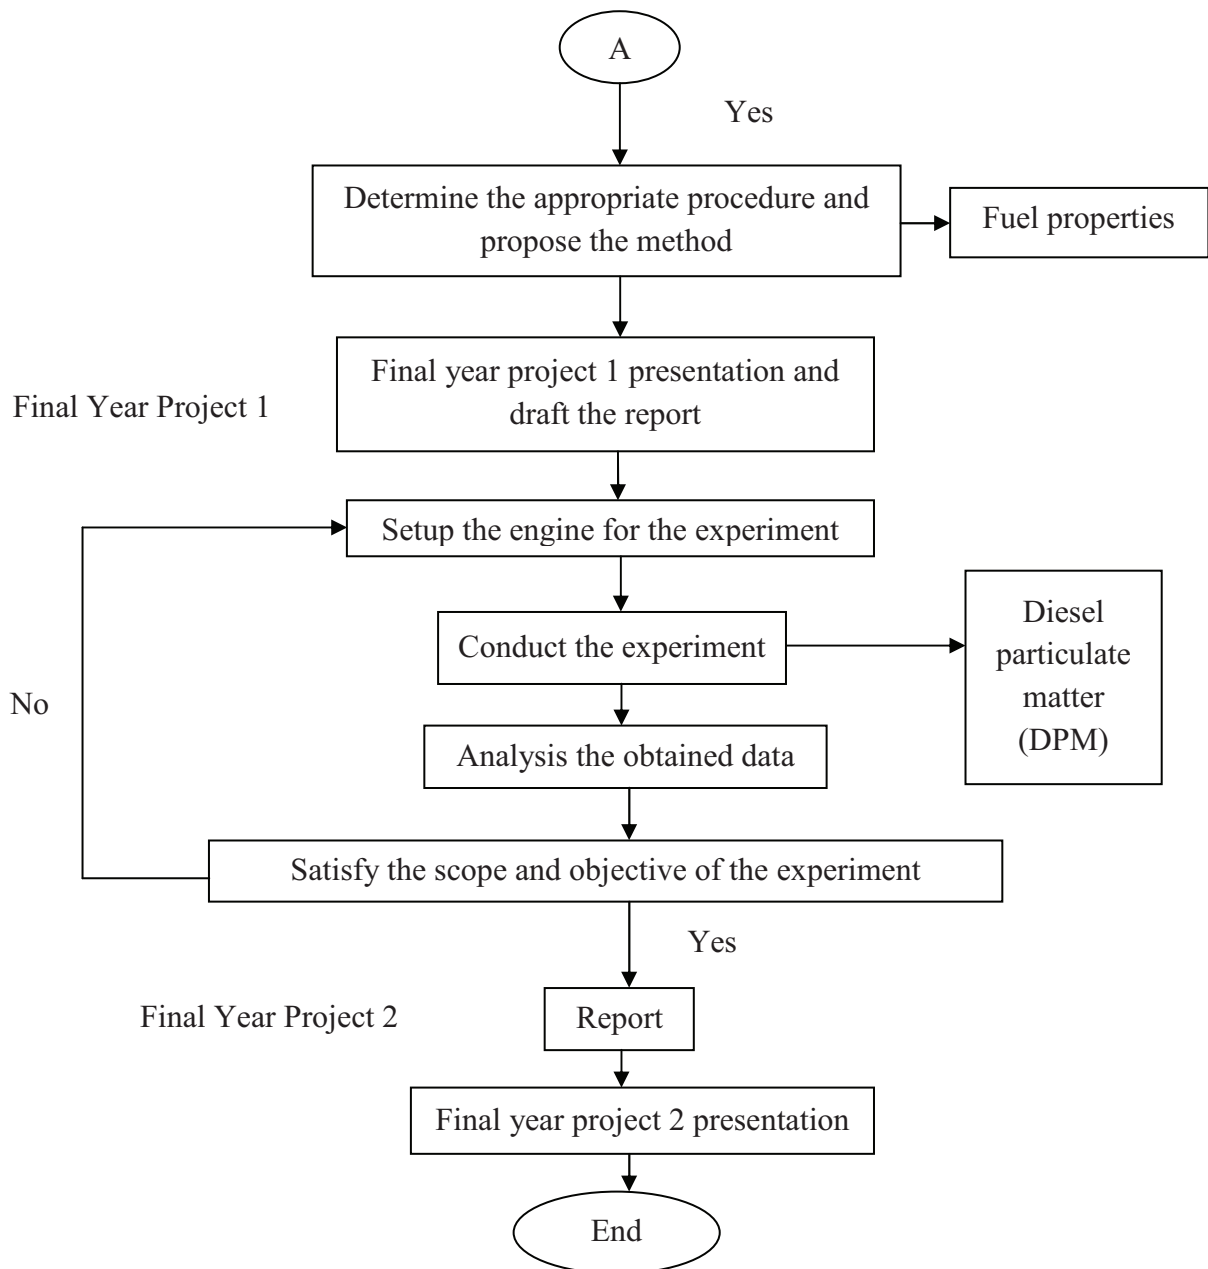 A
Yes
Determine the appropriate procedure and
propose the method
Fuel properties
Final year project 1 presentation and
draft the report
Final Year Project 1
Setup the engine for the experiment
Conduct the experiment
Diesel
particulate
matter
(DPM)
No
Analysis the obtained data
Satisfy the scope and objective of the experiment
Yes
Final Year Project 2
Report
Final year project 2 presentation
End